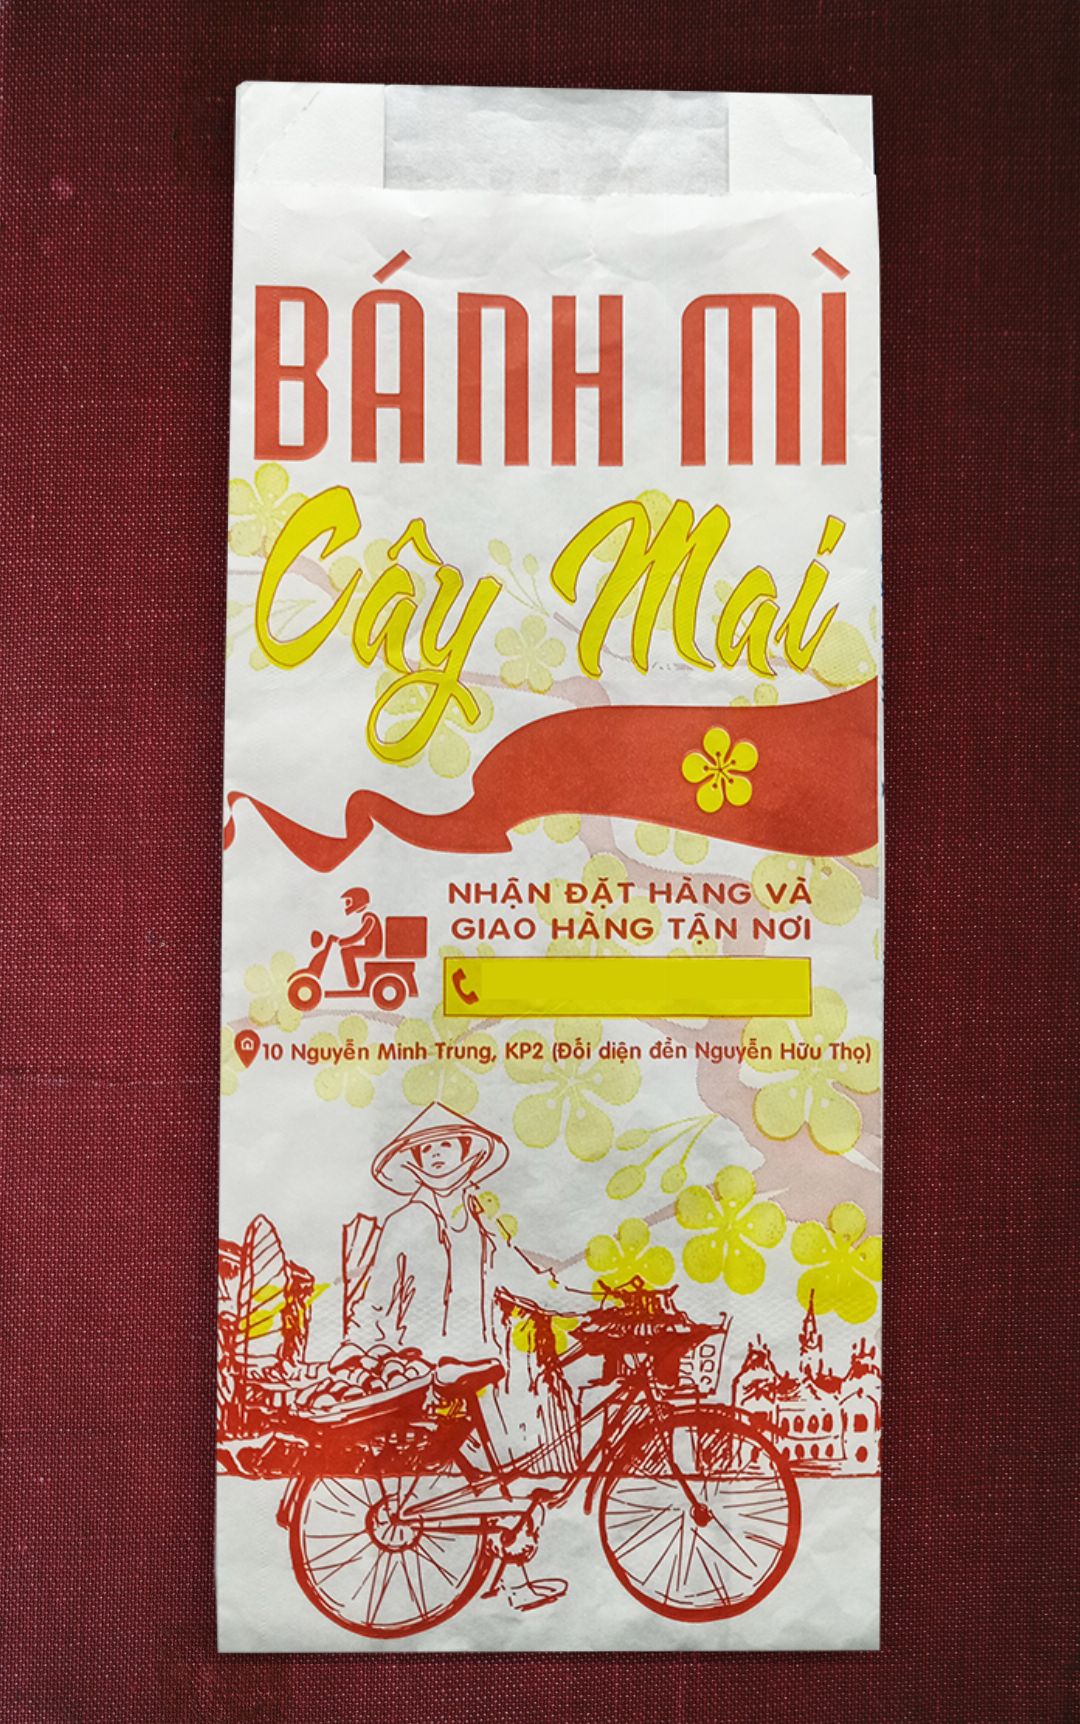 BÁNH MÌ
Cây Mai
NHẬN ĐẶT HÀNG VÀ
GIAO HÀNG TẬN NƠI
10 Nguyễn Minh Trung, KP2 (Đối diện đền Nguyễn Hữu Thọ)